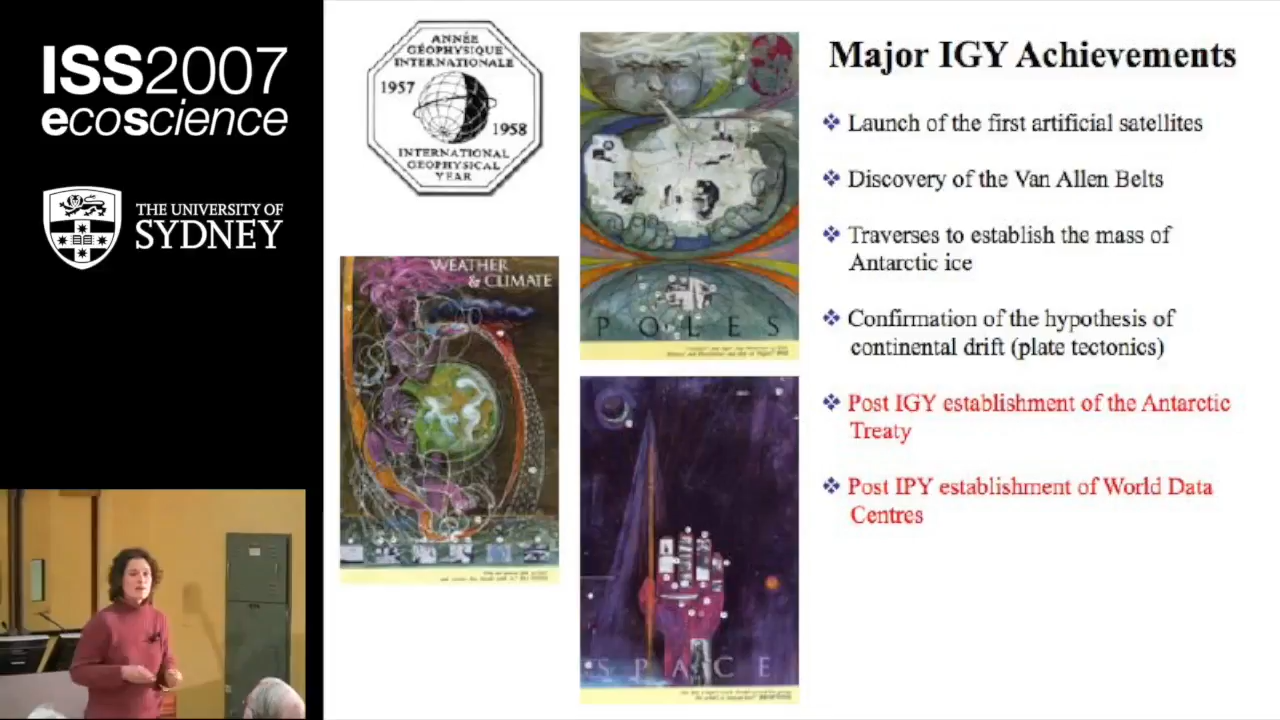 ISS2007
ecoscience
THE UNIVERSITY OF
SYDNEY
ANNÉE
GÉOPHYSIQUE
INTERNATIONALE
1957
1958
INTERNATIONAL
GEOPHYSICAL
YEAR
WEATHER
& CLIMATE
POLES
SPACE
Major IGY Achievements
Launch of the first artificial satellites
Discovery of the Van Allen Belts
Traverses to establish the mass of
Antarctic ice
Confirmation of the hypothesis of
continental drift (plate tectonics)
Post IGY establishment of the Antarctic
Treaty
Post IPY establishment of World Data
Centres